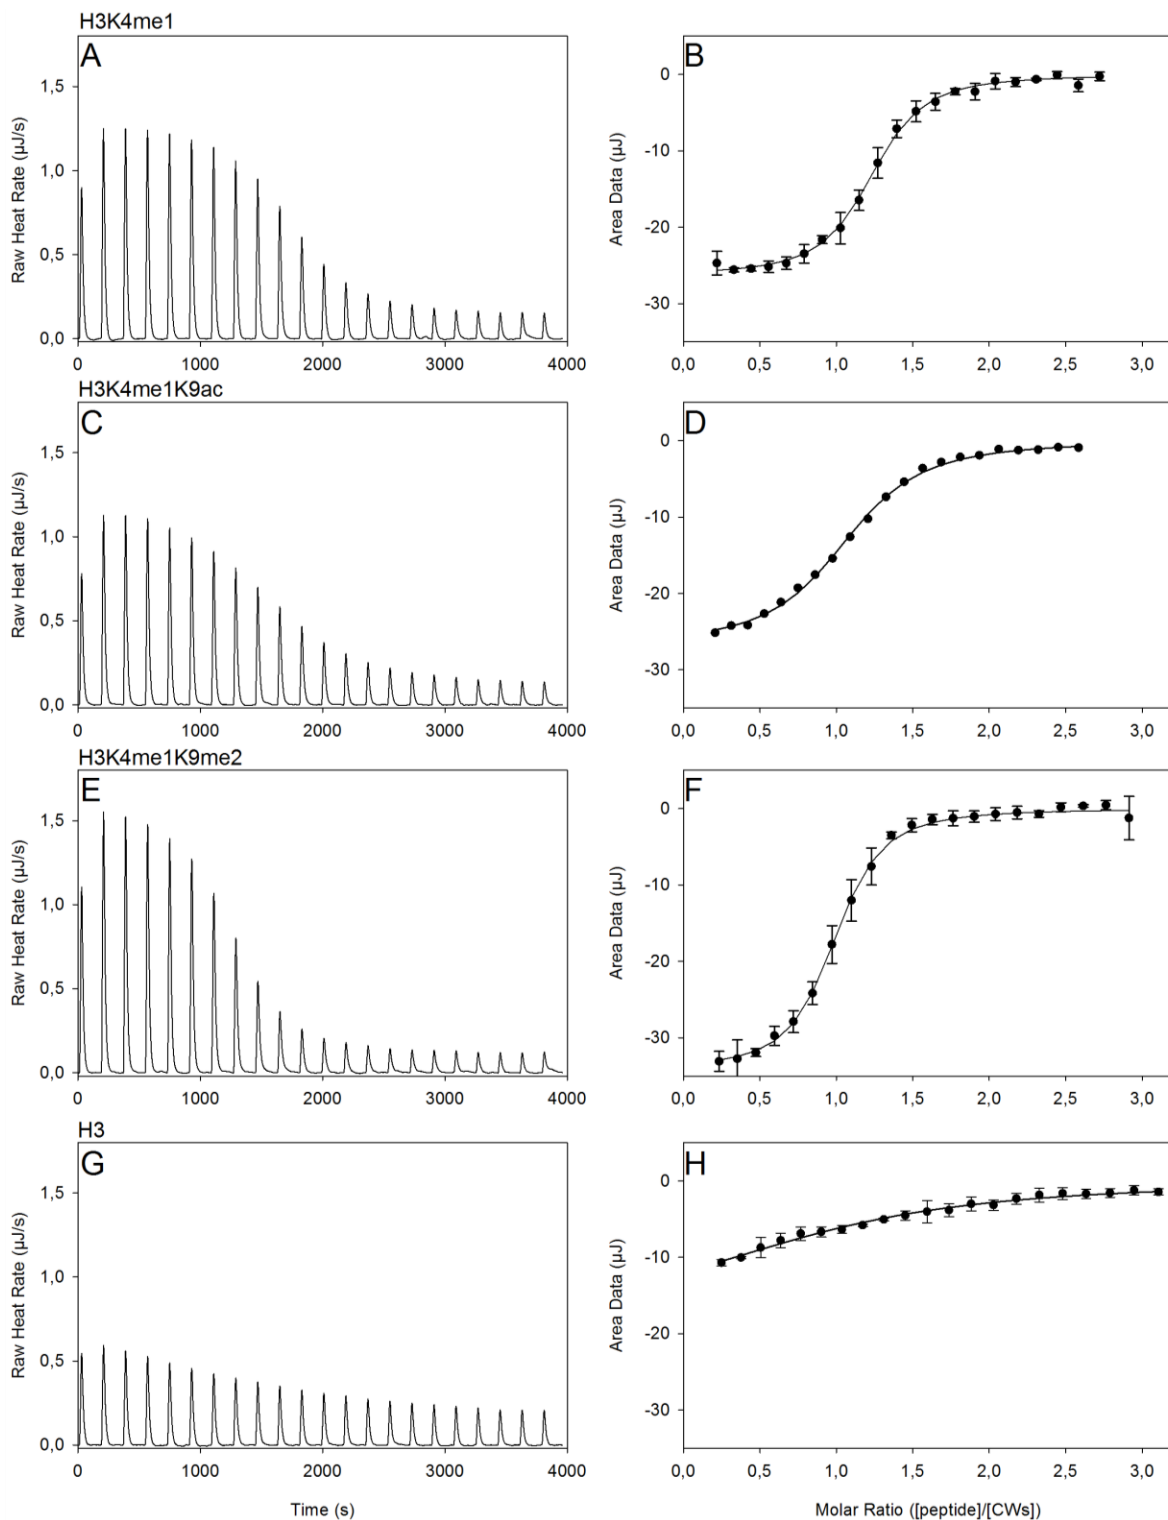 H3K4me1
A
B
Raw Heat Rate (µJ/s)
1,5
1,0
0,5
0,0
0 1000 2000 3000 4000
Area Data (µJ)
0
-10
-20
-30
0,0 0,5 1,0 1,5 2,0 2,5 3,0
H3K4me1K9ac
C
D
Raw Heat Rate (µJ/s)
1,5
1,0
0,5
0,0
0 1000 2000 3000 4000
Area Data (µJ)
0
-10
-20
-30
0,0 0,5 1,0 1,5 2,0 2,5 3,0
H3K4me1K9me2
E
F
Raw Heat Rate (µJ/s)
1,5
1,0
0,5
0,0
0 1000 2000 3000 4000
Area Data (µJ)
0
-10
-20
-30
0,0 0,5 1,0 1,5 2,0 2,5 3,0
H3
G
H
Raw Heat Rate (µJ/s)
1,5
1,0
0,5
0,0
0 1000 2000 3000 4000
Time (s)
Area Data (µJ)
0
-10
-20
-30
0,0 0,5 1,0 1,5 2,0 2,5 3,0
Molar Ratio ([peptide]/[CWs])